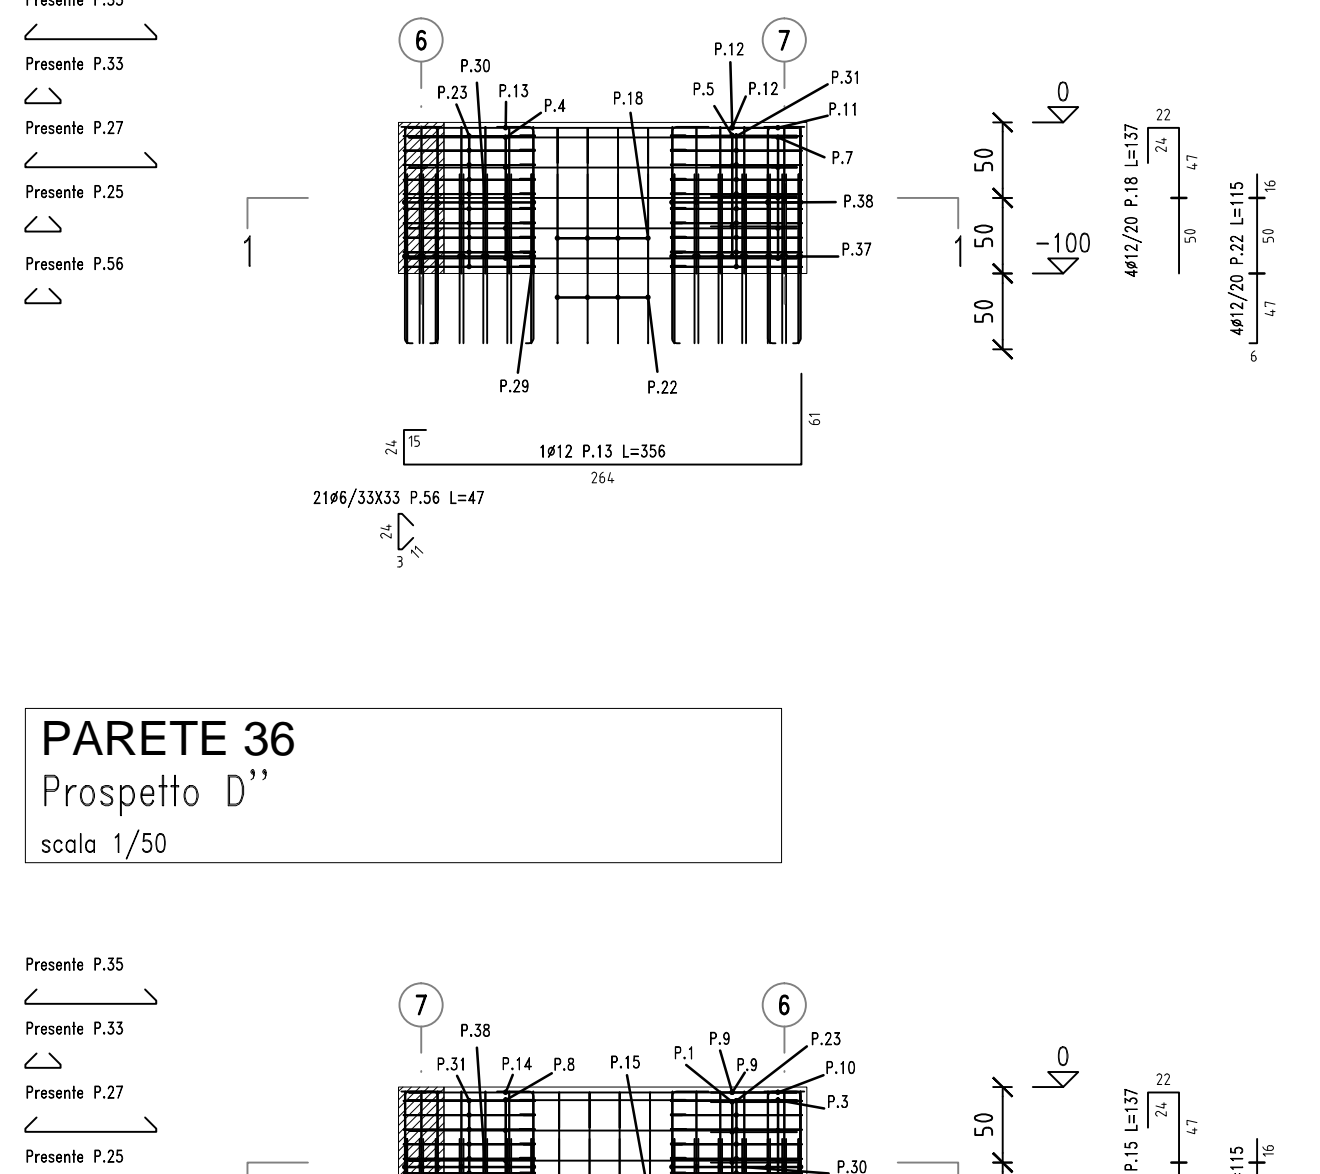 Presente P.33
Presente P.27
Presente P.25
Presente P.56
6
7
P.12
P.30
P.31
P.23
P.13
P.4
P.18
P.5
P.12
P.11
P.7
P.38
P.37
P.29
P.22
1
1
0
-100
50
50
50
4ø12/20 P.18 L=137
22
24
47
50
4ø12/20 P.22 L=115
16
50
47
6
24
15
1ø12 P.13 L=356
264
61
21ø6/33X33 P.56 L=47
24
11
3
PARETE 36
Prospetto D’’
scala 1/50
Presente P.35
Presente P.33
Presente P.27
Presente P.25
7
6
P.38
P.9
P.23
P.31
P.14
P.8
P.15
P.1
P.9
P.10
P.3
P.30
0
50
P.15 L=137
22
24
47
=115
16